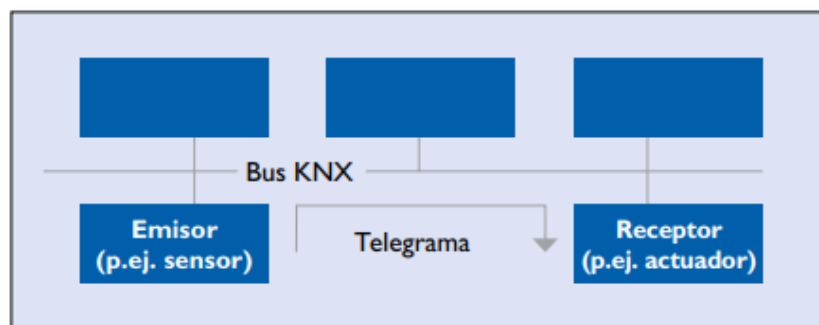 Bus KNX
Emisor
(p.ej. sensor)
Telegrama
Receptor
(p.ej. actuador)